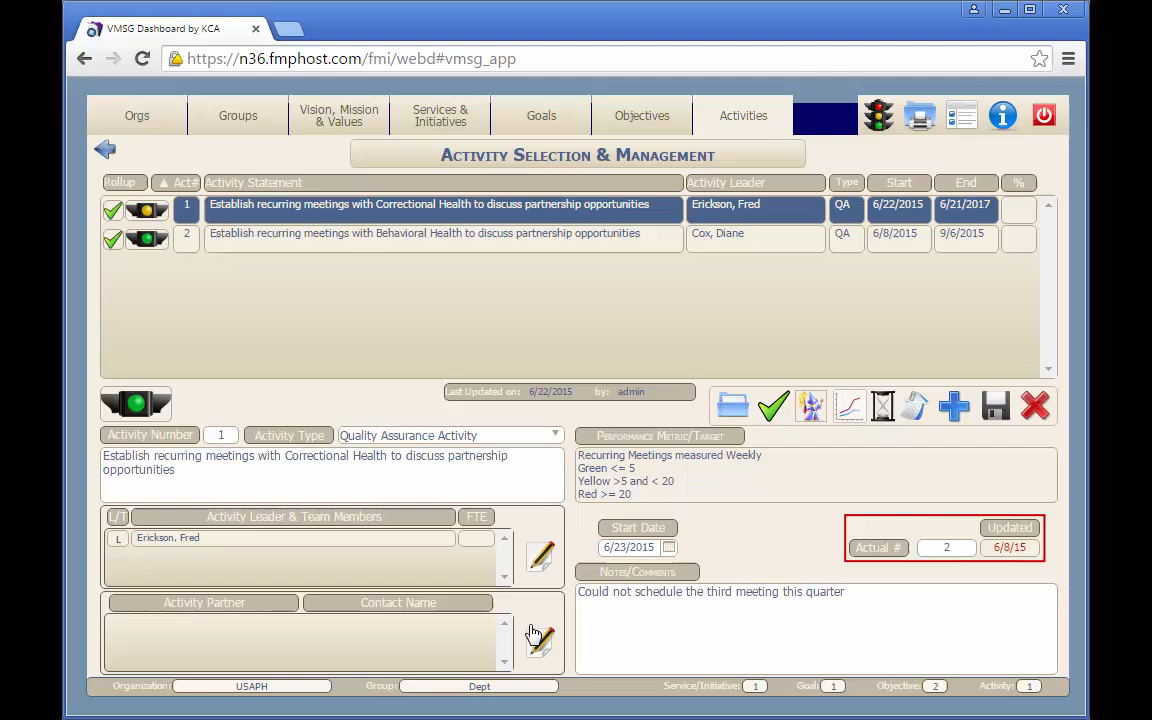 VMSG Dashboard by KCA
https://n36.fmphost.com/fmi/webd#vmsg_app
Orgs
Groups
Vision, Mission
& Values
Services &
Initiatives
Goals
Objectives
Activities
Activity Selection & Management
Rollup
Act#
Activity Statement
Activity Leader
Type
Start
End
%
1 Establish recurring meetings with Correctional Health to discuss partnership opportunities Erickson, Fred QA 6/22/2015 6/21/2017
2 Establish recurring meetings with Behavioral Health to discuss partnership opportunities Cox, Diane QA 6/8/2015 9/6/2015
Last Updated on: 6/22/2015 by: admin
Activity Number 1 Activity Type Quality Assurance Activity
Establish recurring meetings with Correctional Health to discuss partnership
opportunities
Performance Metric/Target
Recurring Meetings measured Weekly
Green <= 5
Yellow >5 and < 20
Red >= 20
L/T Activity Leader & Team Members FTE
L Erickson, Fred
Start Date
6/23/2015
Updated
Actual # 2 6/8/15
Notes/Comments
Could not schedule the third meeting this quarter
Activity Partner Contact Name
Organization: USAPH Group: Dept Service/Initiative: 1 Goal: 1 Objective: 2 Activity: 1